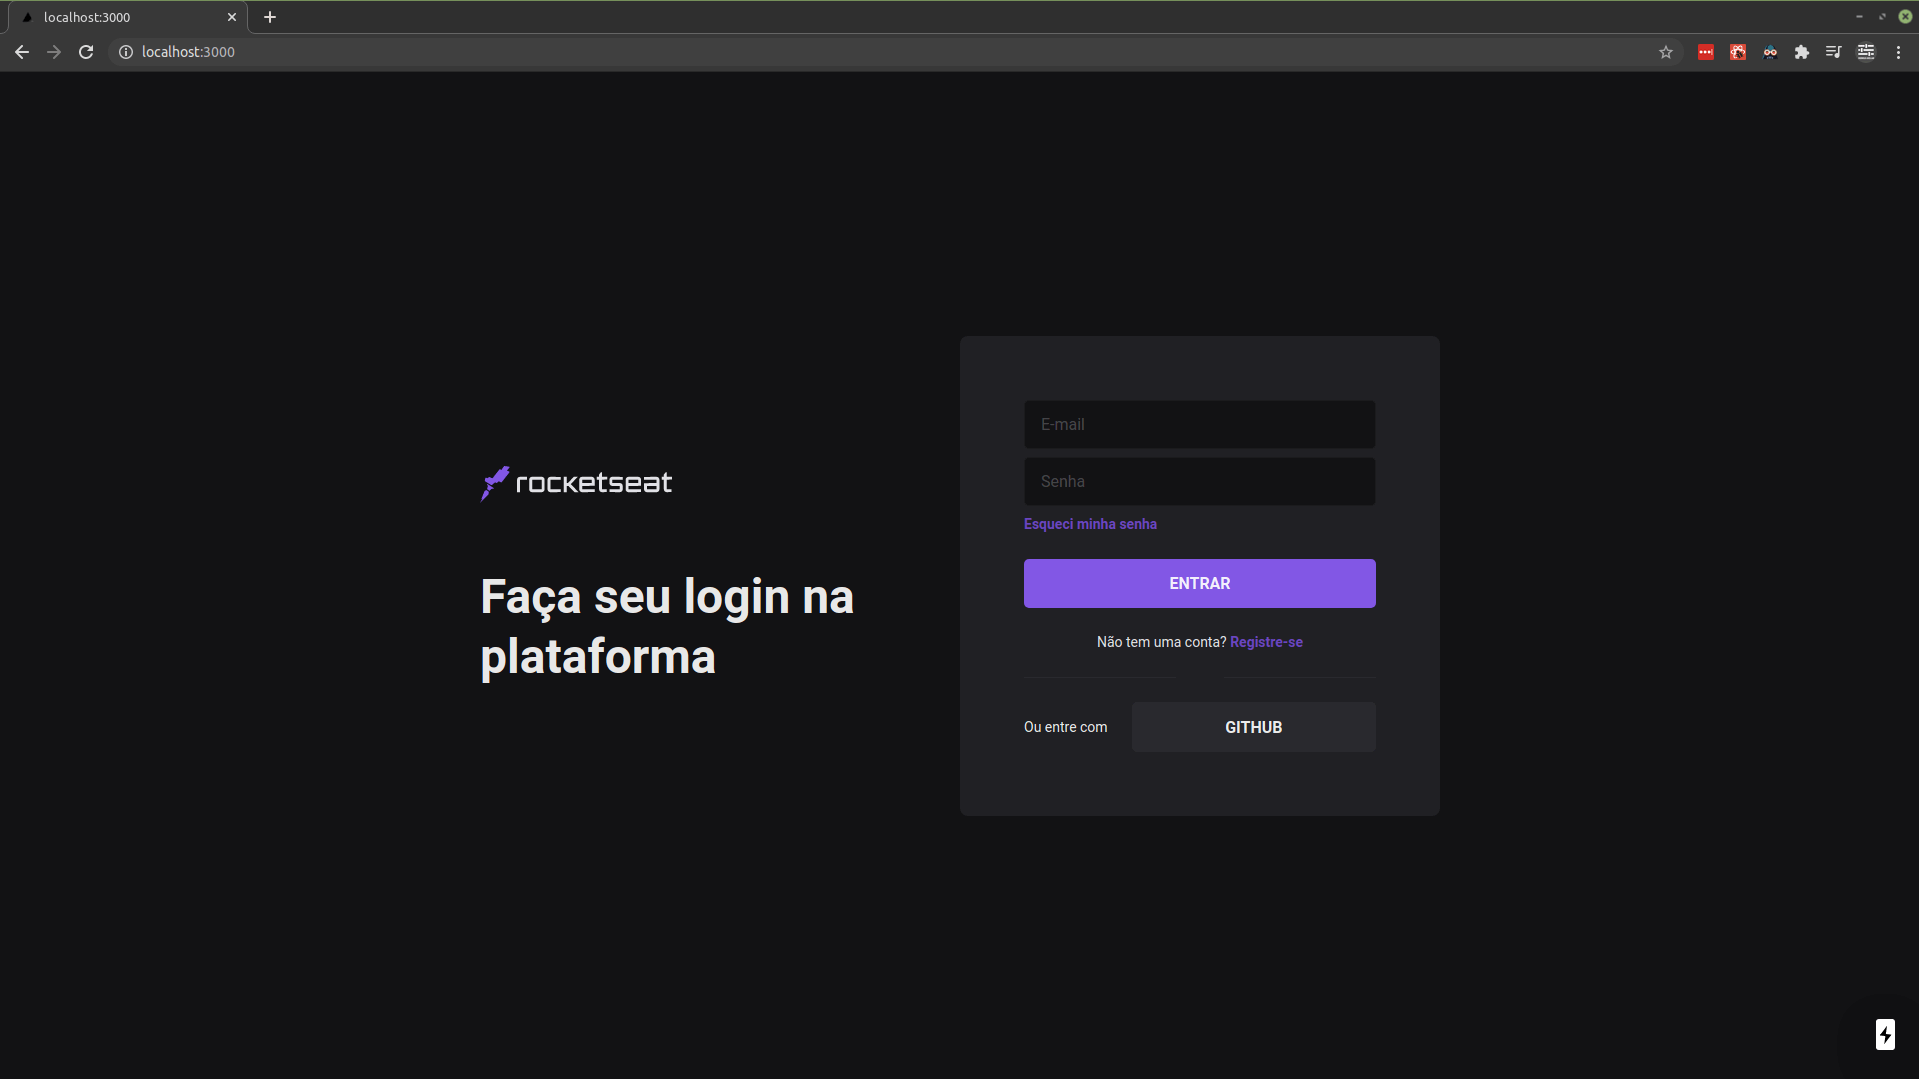 localhost:3000
localhost:3000
rocketseat
Faça seu login na
plataforma
E-mail
Senha
Esqueci minha senha
ENTRAR
Não tem uma conta? Registre-se
Ou entre com
GITHUB